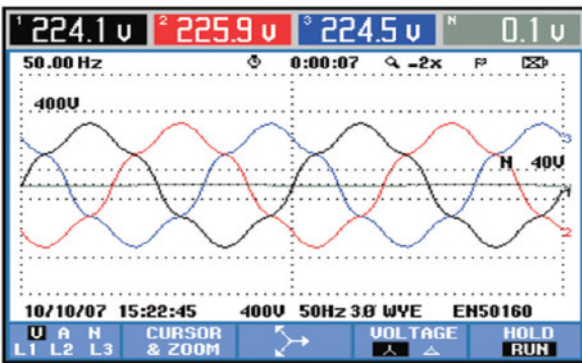 1 224.1 V 2 225.9 V 3 224.5 V N 0.1 V
50.00 Hz 0:00:07 -2x
400V
3
N 40V
1
2
10/10/07 15:22:45 400V 50Hz 3Ø WYE EN50160
U A N CURSOR VOLTAGE HOLD
L1 L2 L3 & ZOOM RUN